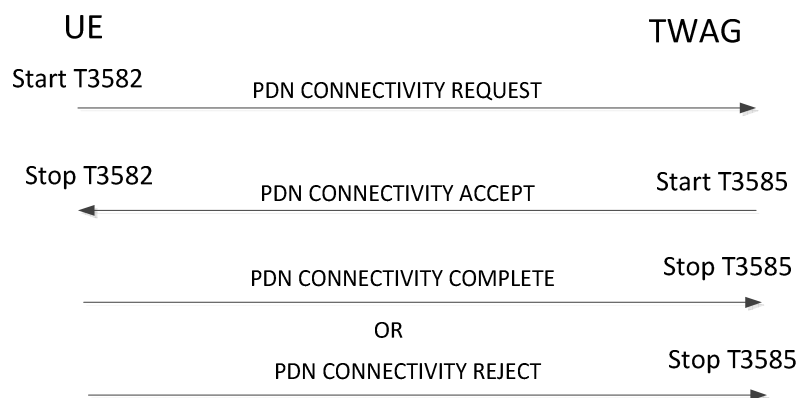 UE TWAG
Start T3582
PDN CONNECTIVITY REQUEST
Stop T3582
PDN CONNECTIVITY ACCEPT
Start T3585
PDN CONNECTIVITY COMPLETE
Stop T3585
OR
PDN CONNECTIVITY REJECT
Stop T3585